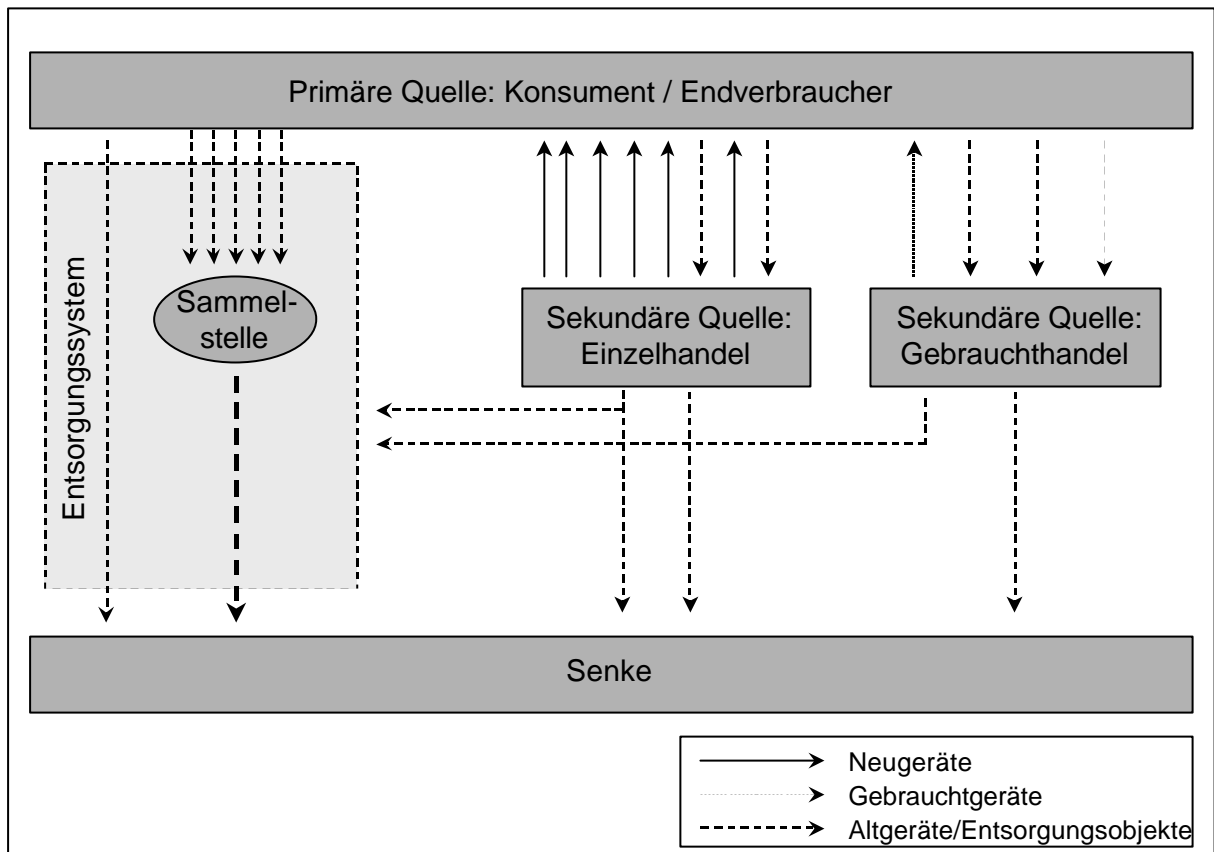 Primäre Quelle: Konsument / Endverbraucher
Entsorgungssystem
Sammel-
stelle
Sekundäre Quelle:
Einzelhandel
Sekundäre Quelle:
Gebrauchthandel
Senke
Neugeräte
Gebrauchtgeräte
Altgeräte/Entsorgungsobjekte